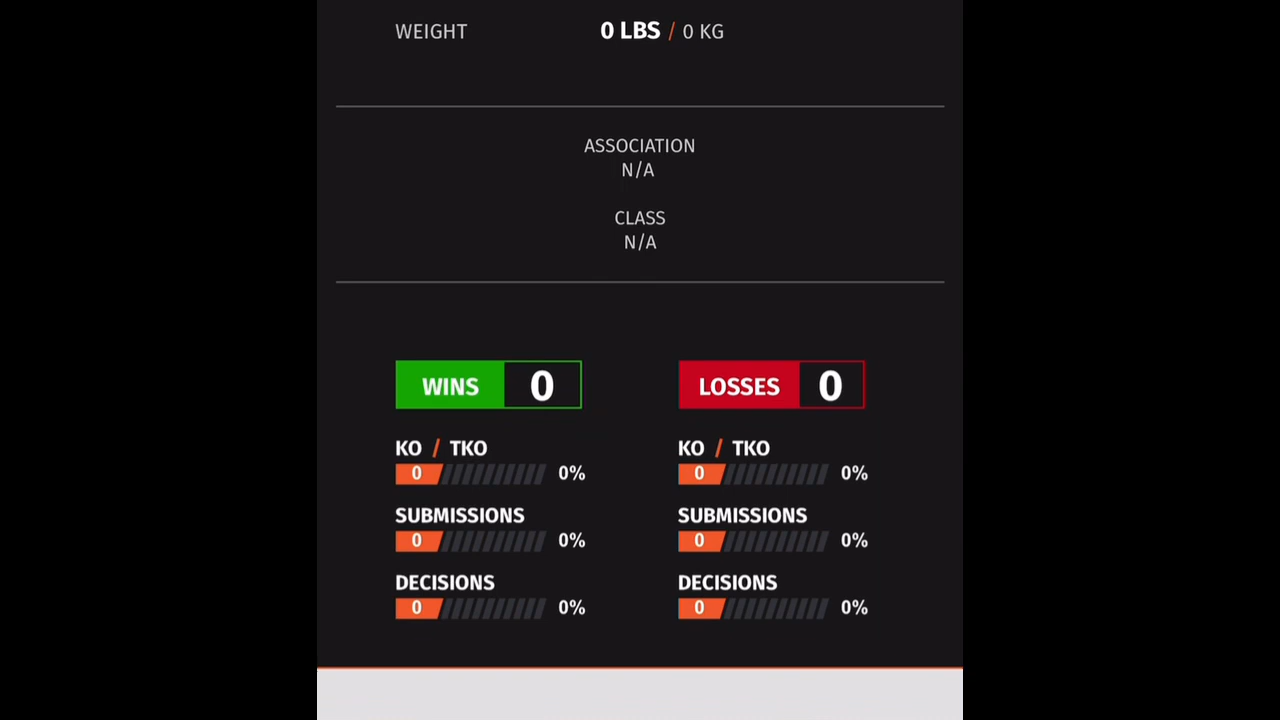 WEIGHT 0 LBS / 0 KG
ASSOCIATION
N/A
CLASS
N/A
WINS 0 LOSSES 0
KO / TKO KO / TKO
0 0% 0 0%
SUBMISSIONS SUBMISSIONS
0 0% 0 0%
DECISIONS DECISIONS
0 0% 0 0%